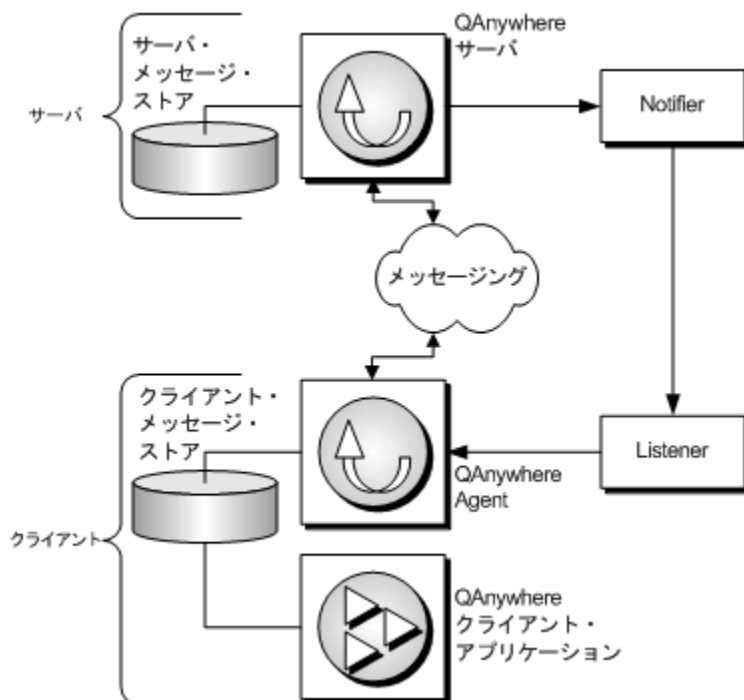 QAnywhere
サーバ
サーバ・
メッセージ・
ストア
サーバ
Notifier
メッセージング
クライアント・
メッセージ・
ストア
QAnywhere
Agent
Listener
クライアント
QAnywhere
クライアント・
アプリケーション